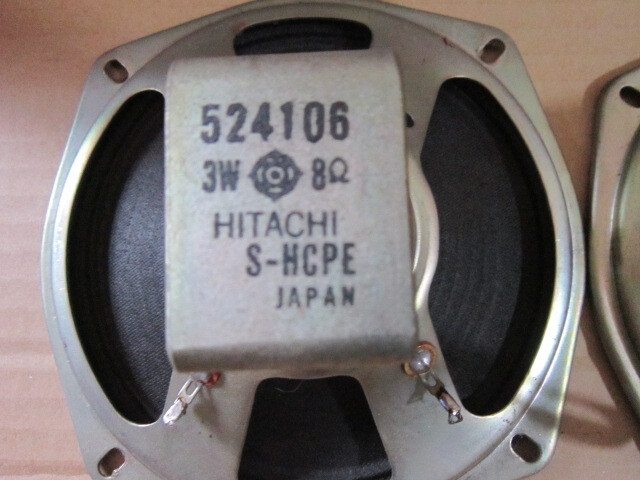 524106
3W 8Ω
HITACHI
S-HCPE
JAPAN